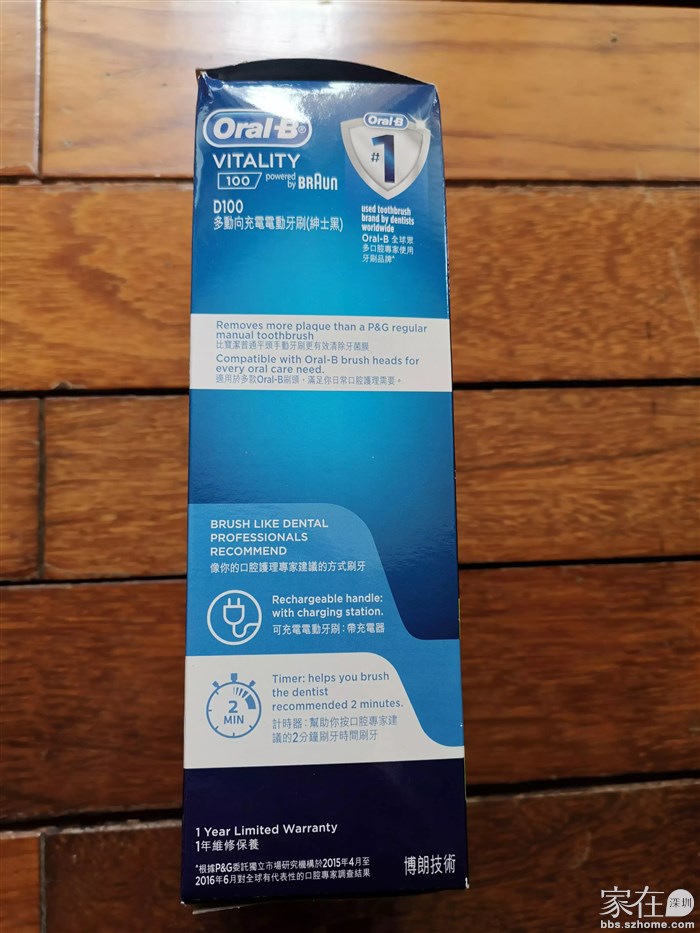 Oral-B®
VITALITY
100 powered by BRAUN
D100
多動向充電電動牙刷(紳士黑)
Oral-B
#1
used toothbrush
brand by dentists
worldwide
Oral-B 全球眾
多口腔專家使用
牙刷品牌*
Removes more plaque than a P&G regular
manual toothbrush
比寶潔普通平頭手動牙刷更有效清除牙菌膜
Compatible with Oral-B brush heads for
every oral care need.
適用於多款Oral-B刷頭，滿足你日常口腔護理需要。
BRUSH LIKE DENTAL
PROFESSIONALS
RECOMMEND
像你的口腔護理專家建議的方式刷牙
Rechargeable handle:
with charging station.
可充電電動牙刷：帶充電器
2
MIN
Timer: helps you brush
the dentist
recommended 2 minutes.
計時器：幫助你按口腔專家建
議的2分鐘刷牙時間刷牙
1 Year Limited Warranty
1年維修保養
*根據P&G委託獨立市場研究機構於2015年4月至
2016年6月對全球有代表性的口腔專家調查結果
博朗技術
家在深圳
bbs.szhome.com